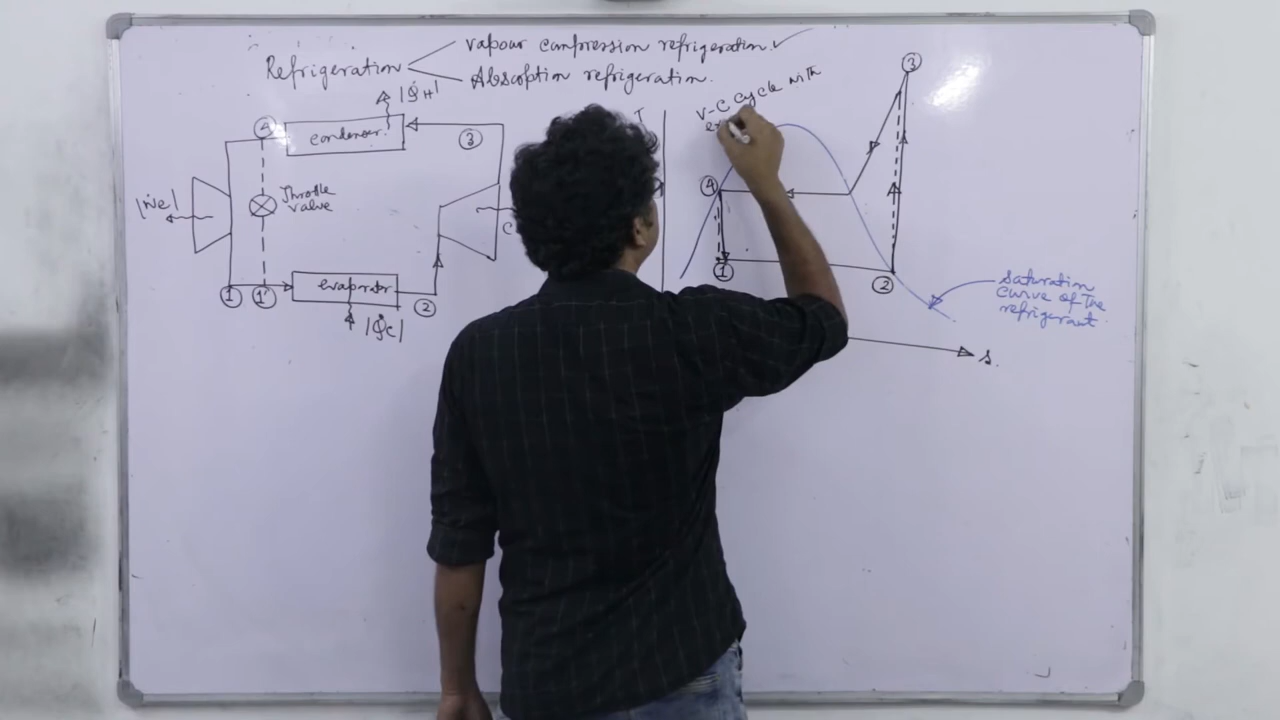 vapour compression refrigeration. ✓
Refrigeration
Absorption refrigeration.
|Q̇H|
④
condenser
③
|Ẇe|
Throttle
valve
C
①
①'
evaporator
②
|Q̇c|
T
V-C cycle with
③
④
①
②
saturation
curve of the
refrigerant
s.